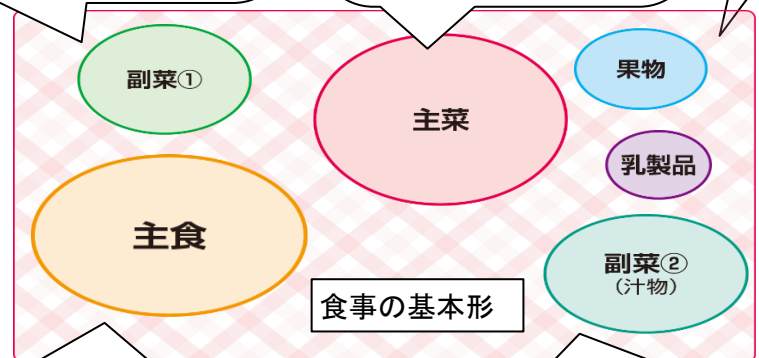 副菜①
主菜
果物
乳製品
主食
副菜②
（汁物）
食事の基本形